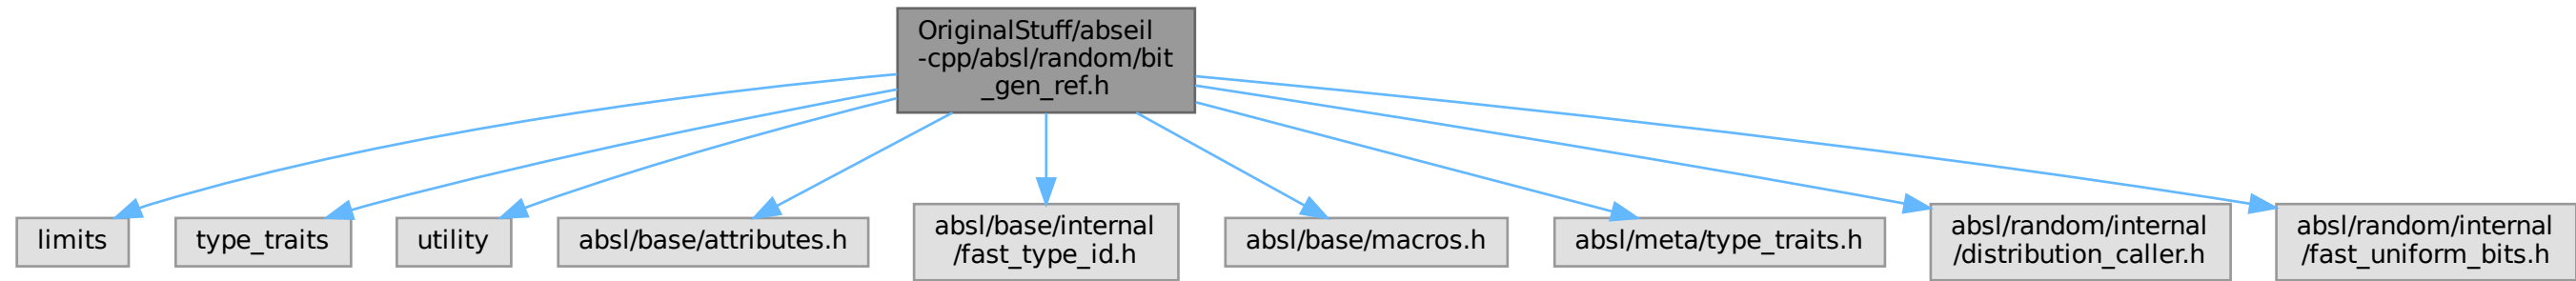 OriginalStuff/abseil
-cpp/absl/random/bit
_gen_ref.h
limits
type_traits
utility
absl/base/attributes.h
absl/base/internal
/fast_type_id.h
absl/base/macros.h
absl/meta/type_traits.h
absl/random/internal
/distribution_caller.h
absl/random/internal
/fast_uniform_bits.h